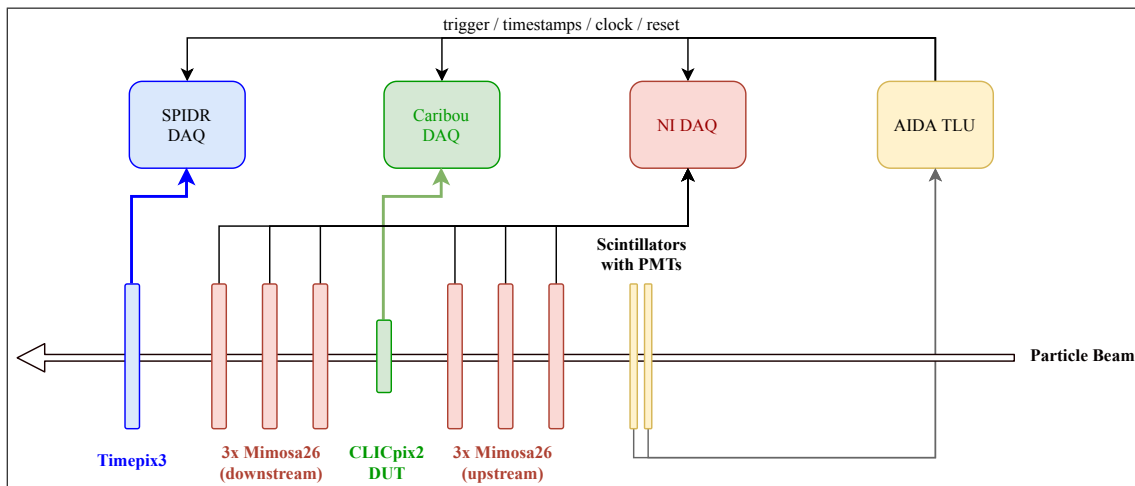 trigger / timestamps / clock / reset
SPIDR
DAQ
Caribou
DAQ
NI DAQ
AIDA TLU
Scintillators
with PMTs
Particle Beam
Timepix3
3x Mimosa26
(downstream)
CLICpix2
DUT
3x Mimosa26
(upstream)